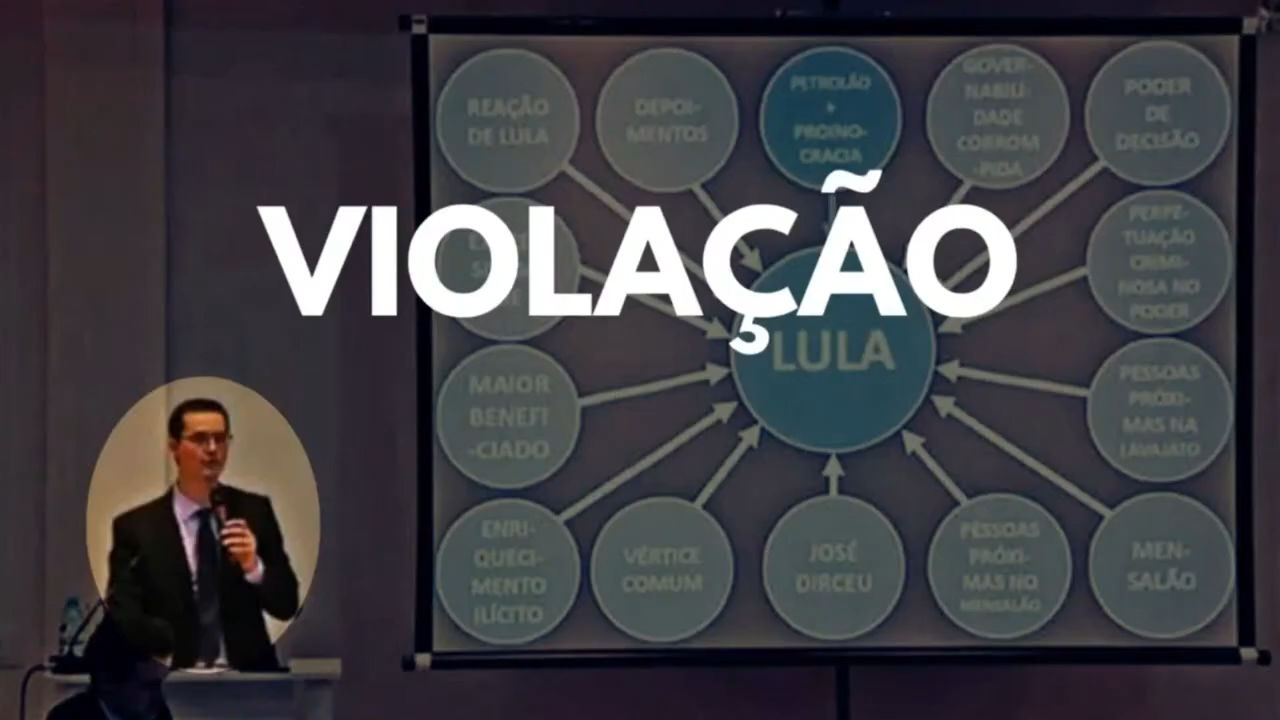 REAÇÃO
DE LULA
DEPOI-
MENTOS
PETROLÃO
+
PROINO-
CRACIA
GOVER-
NABILI-
DADE
CORROM
-PIDA
PODER
DE
DECISÃO
VIOLAÇÃO
PERPE-
TUAÇÃO
CRIMI-
NOSA NO
PODER
LULA
MAIOR
BENEFI
-CIADO
PESSOAS
PRÓXI-
MAS NA
LAVAJATO
ENRI-
QUECI-
MENTO
ILÍCITO
VÉRTICE
COMUM
JOSÉ
DIRCEU
PESSOAS
PRÓXI-
MAS NO
MENSALÃO
MEN-
SALÃO